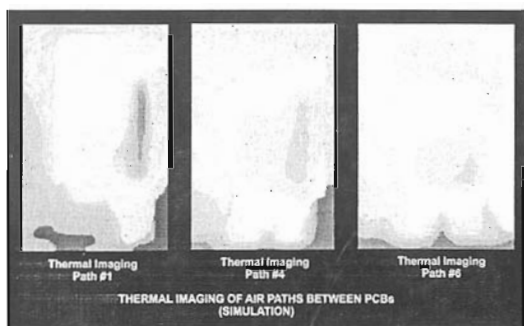 Thermal Imaging
Path #1
Thermal Imaging
Path #4
Thermal Imaging
Path #6
THERMAL IMAGING OF AIR PATHS BETWEEN PCBs
(SIMULATION)